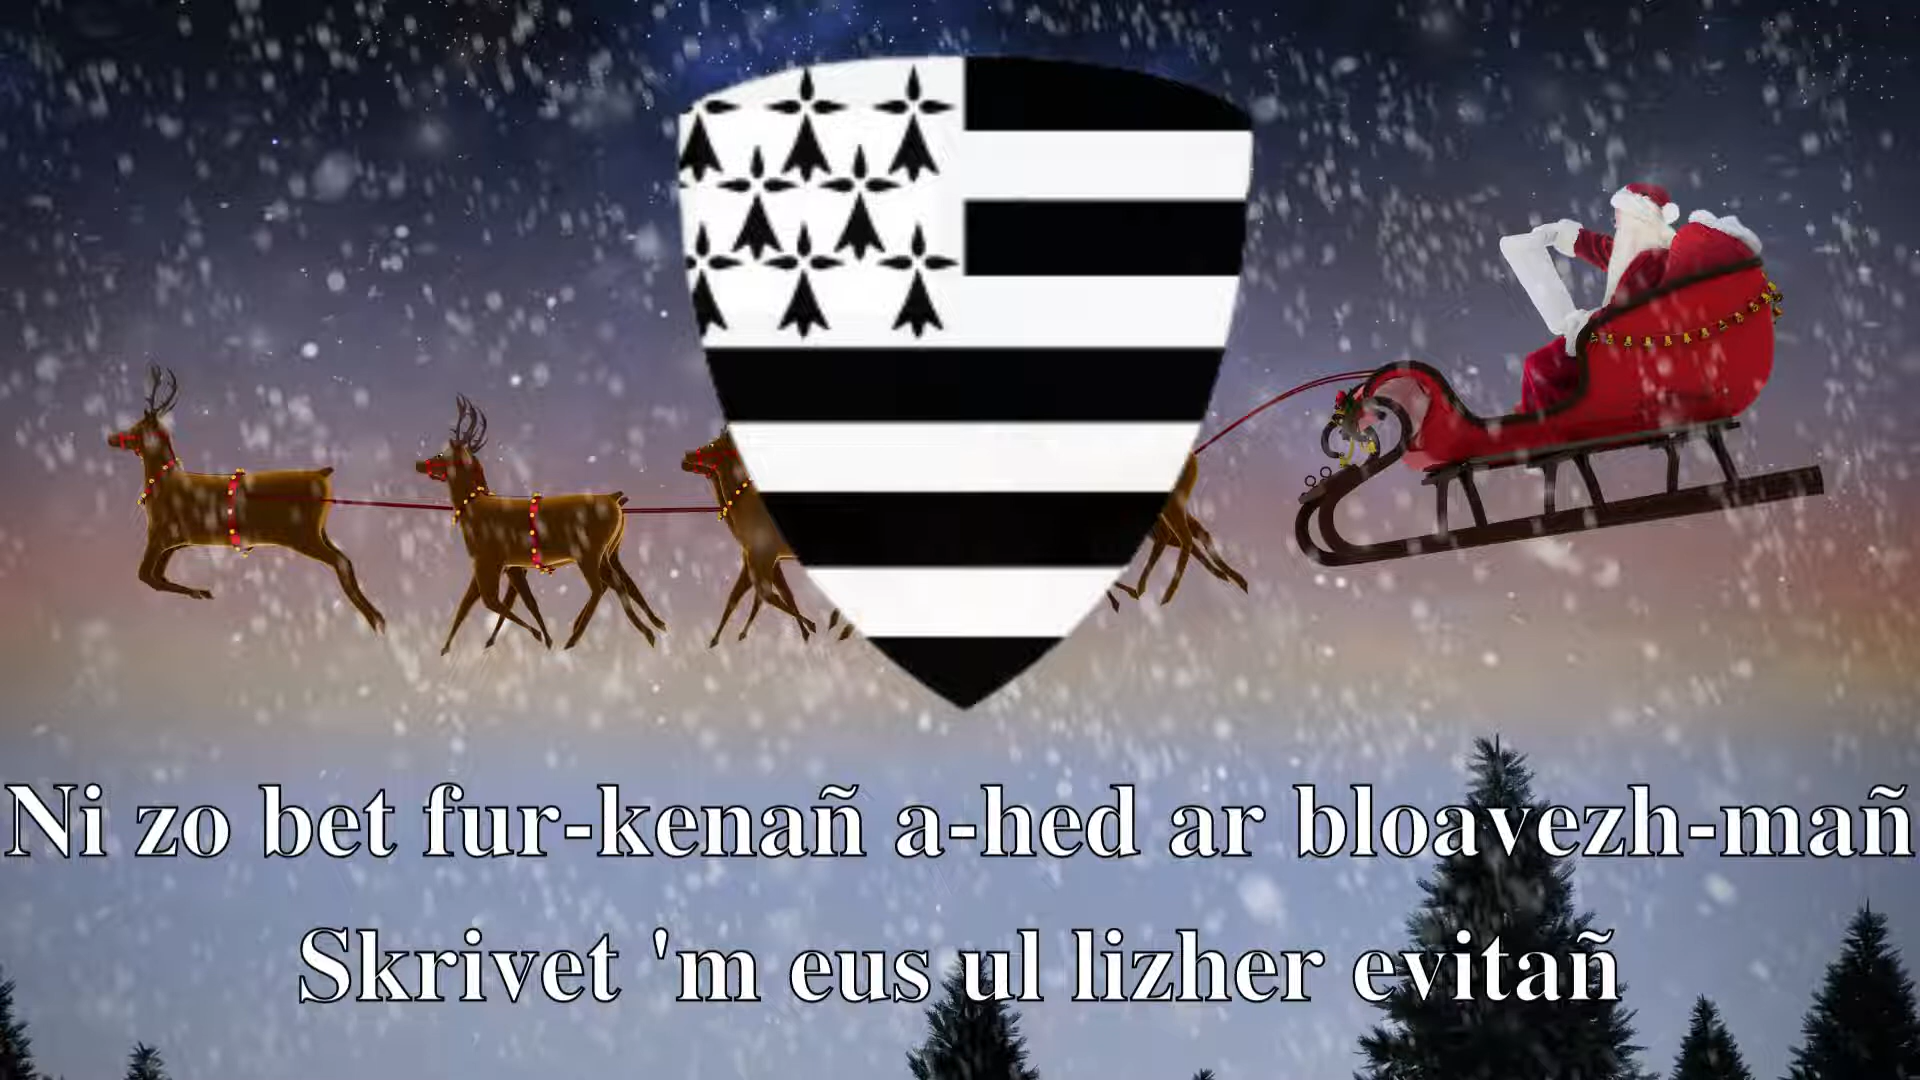 Ni zo bet fur-kenañ a-hed ar bloavezh-mañ
Skrivet 'm eus ul lizher evitañ